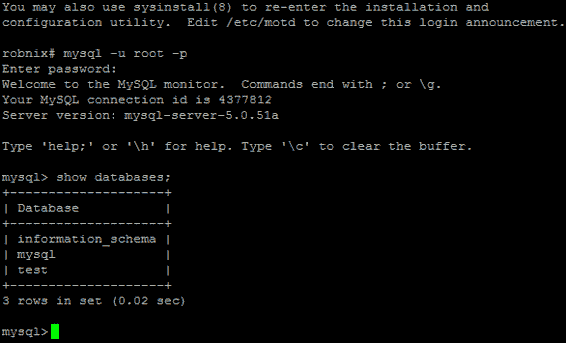 You may also use sysinstall(8) to re-enter the installation and
configuration utility.  Edit /etc/motd to change this login announcement.
robnix# mysql -u root -p
Enter password:
Welcome to the MySQL monitor.  Commands end with ; or \g.
Your MySQL connection id is 4377812
Server version: mysql-server-5.0.51a
Type 'help;' or '\h' for help. Type '\c' to clear the buffer.
mysql> show databases;
+--------------------+
| Database           |
+--------------------+
| information_schema |
| mysql              |
| test               |
+--------------------+
3 rows in set (0.02 sec)
mysql>